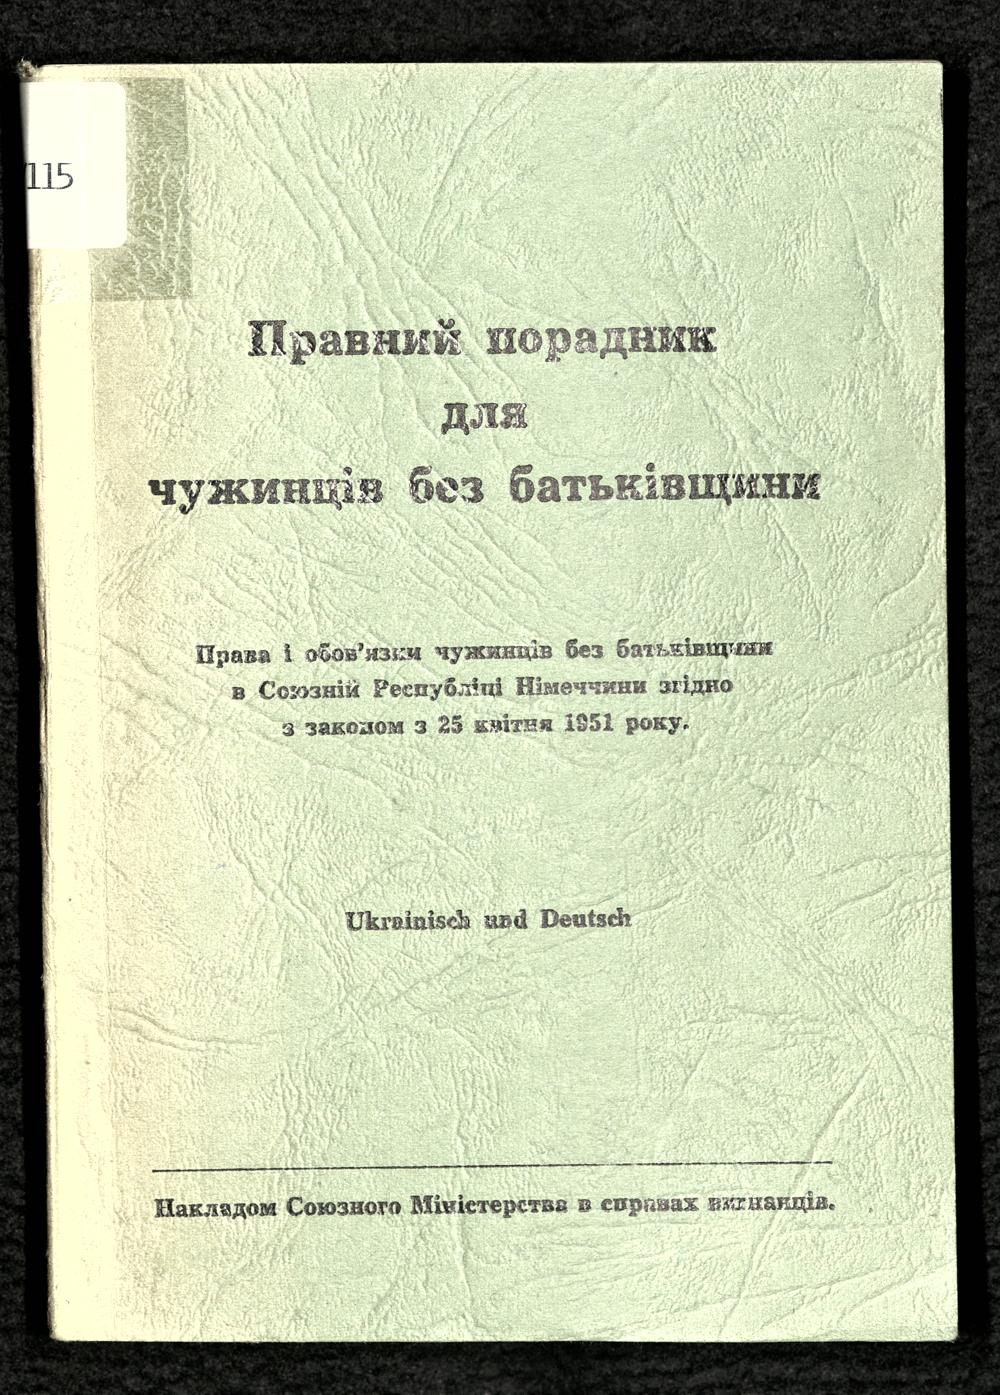 115
Правний порадник
для
чужинців без батьківщини
Права і обов’язки чужинців без батьківщини
в Союзній Республіці Німеччини згідно
з законом з 25 квітня 1951 року.
Ukrainisch und Deutsch
Накладом Союзного Міністерства в справах вигнанців.